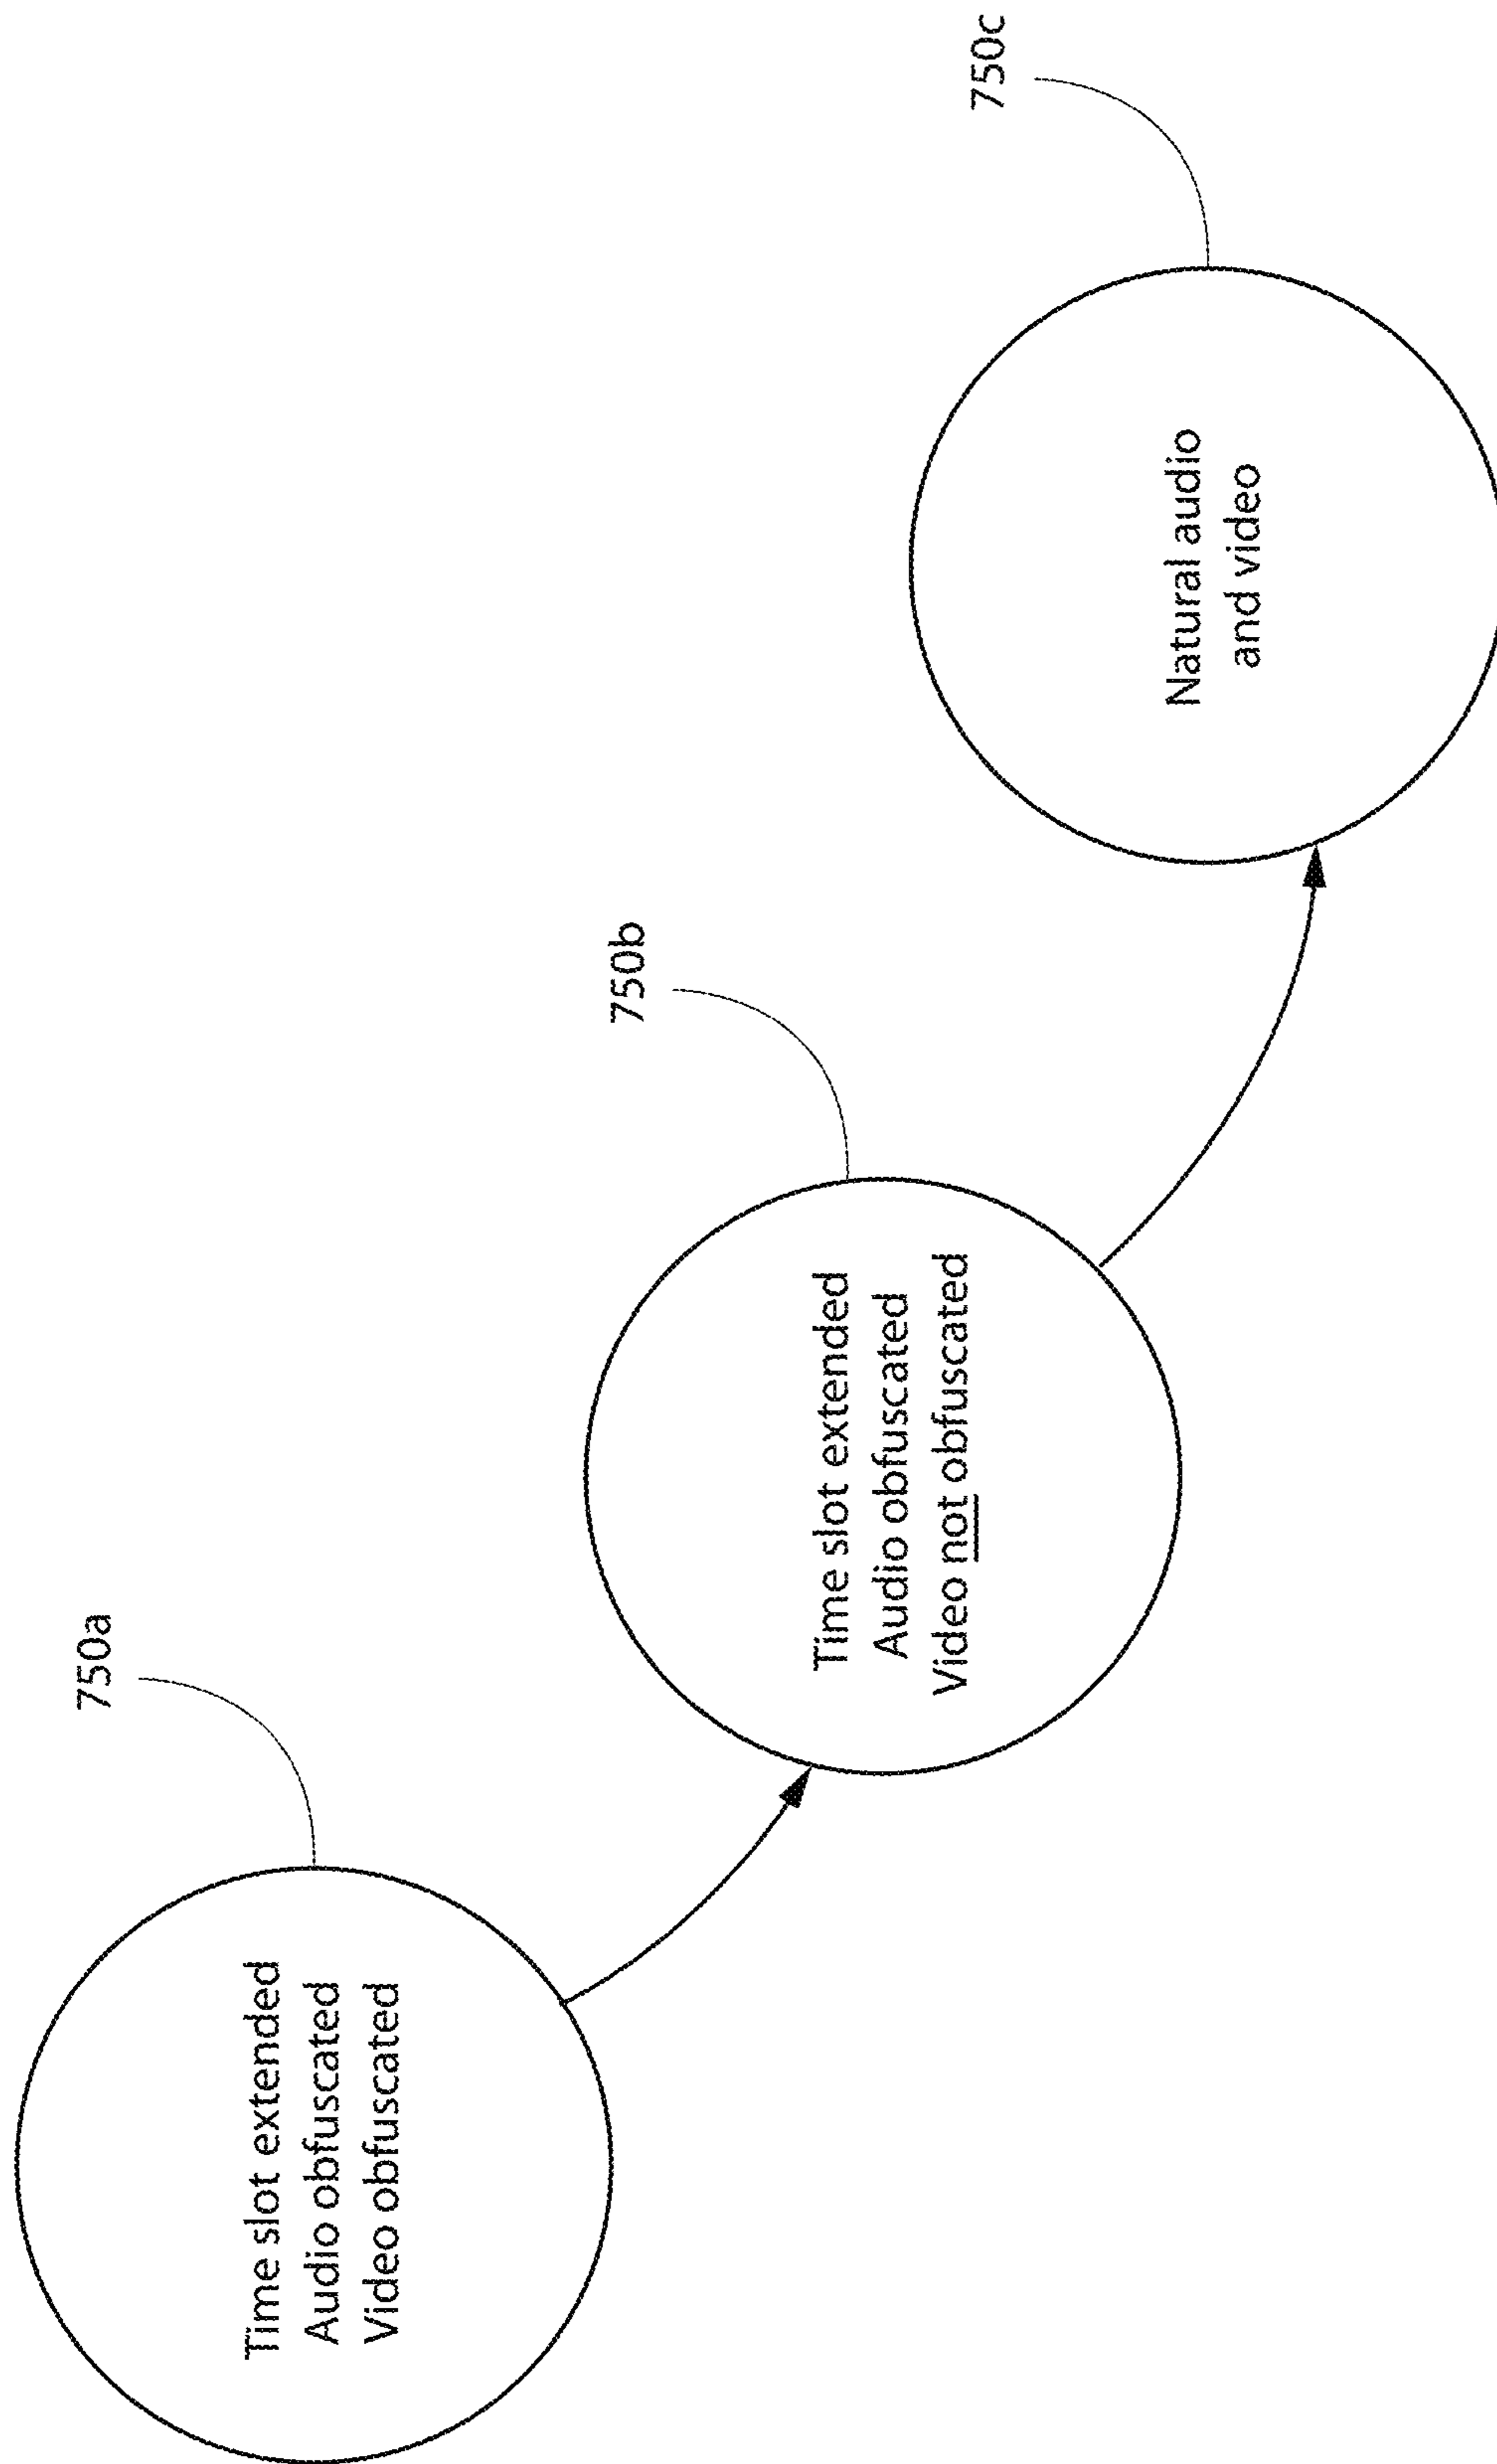 750a
Time slot extended
Audio obfuscated
Video obfuscated
750b
Time slot extended
Audio obfuscated
Video not obfuscated
750c
Natural audio
and video